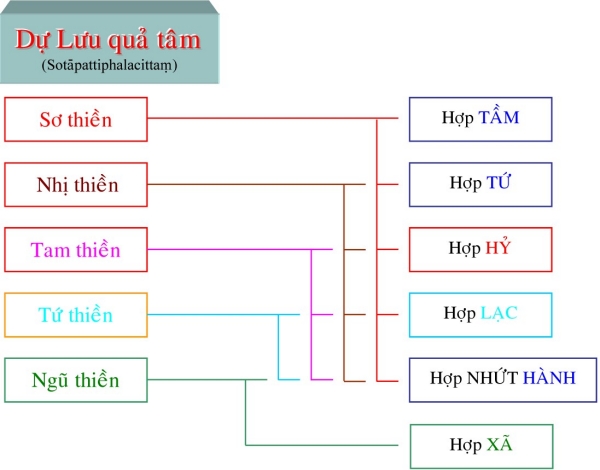 Dự Lưu quả tâm
(Sotāpattiphalacittaṃ)
Sơ thiền
Hợp TẦM
Nhị thiền
Hợp TỨ
Tam thiền
Hợp HỶ
Tứ thiền
Hợp LẠC
Ngũ thiền
Hợp NHỨT HÀNH
Hợp XÃ